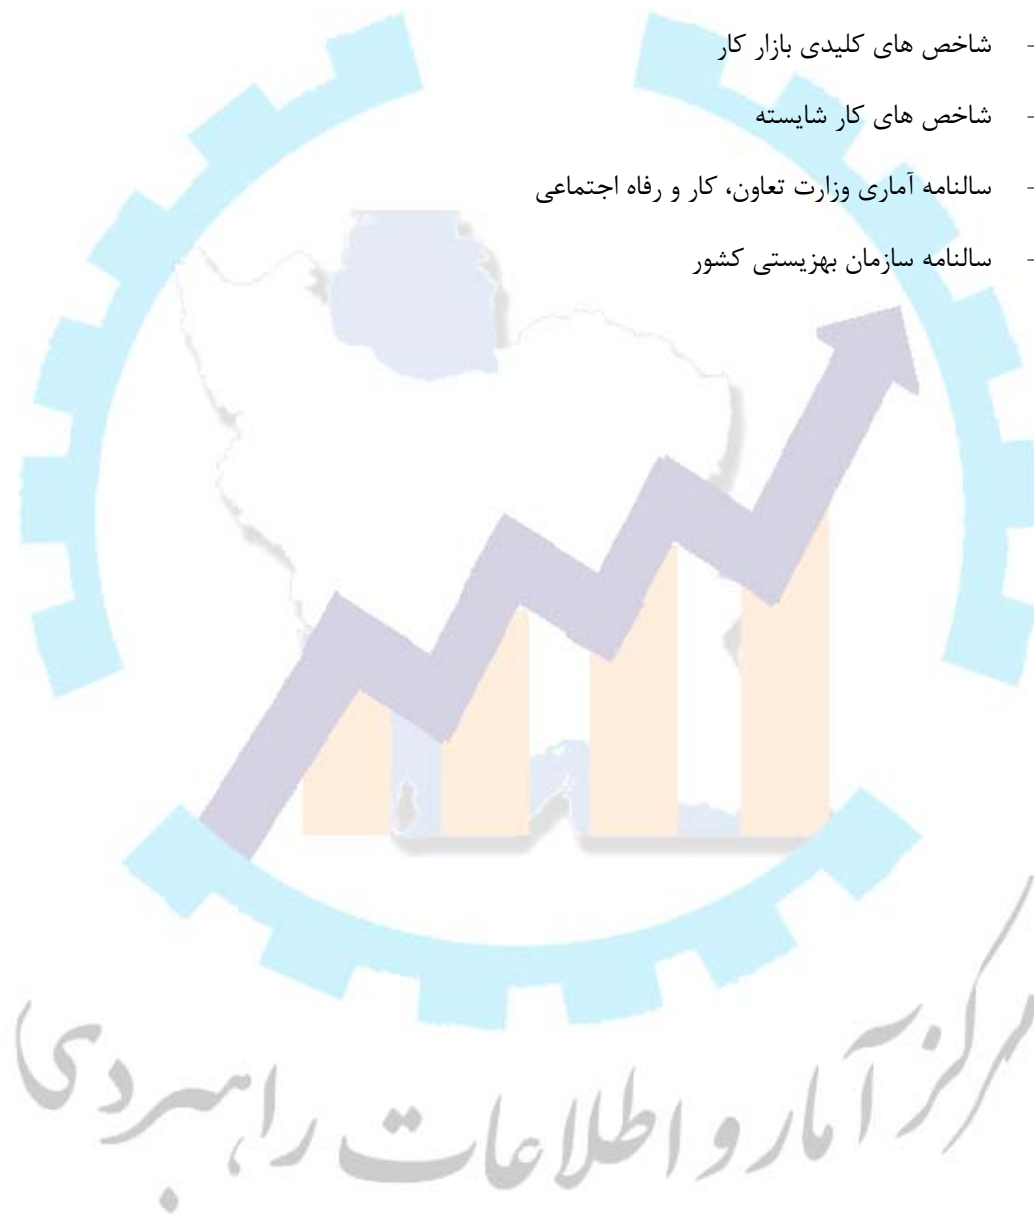 - شاخص های کلیدی بازار کار
- شاخص های کار شایسته
- سالنامه آماری وزارت تعاون، کار و رفاه اجتماعی
- سالنامه سازمان بهزیستی کشور
مرکز آمار و اطلاعات راهبردی